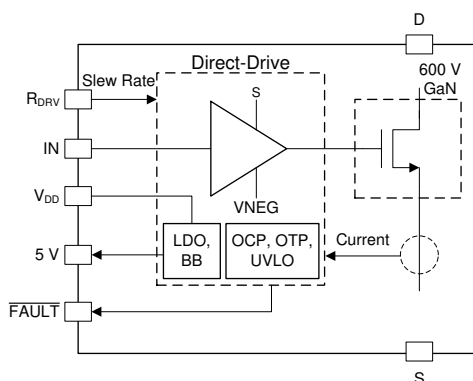 D
Direct-Drive
600 V
GaN
Slew Rate
RDRV
S
IN
VDD
VNEG
LDO,
BB
OCP, OTP,
UVLO
Current
5 V
FAULT
S